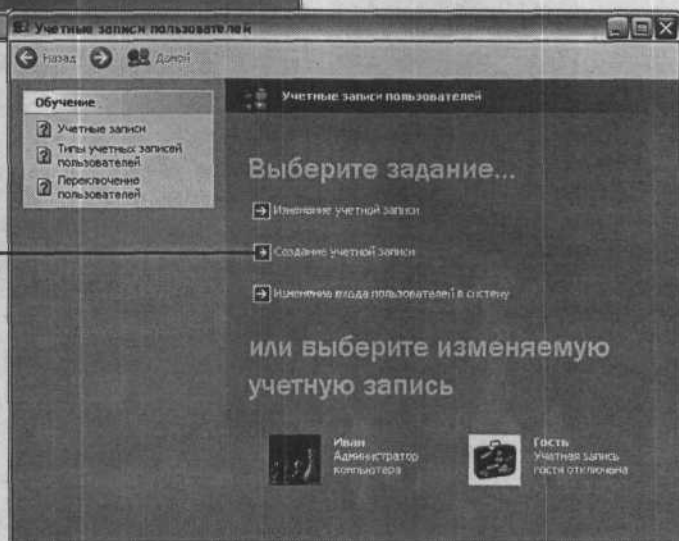 Учетные записи пользователей
Назад Домой
Обучение
Учетные записи
Типы учетных записей
пользователей
Переключение
пользователей
Учетные записи пользователей
Выберите задание...
Изменение учетной записи
Создание учетной записи
Изменение входа пользователей в систему
или выберите изменяемую
учетную запись
Иван
Администратор
компьютера
Гость
Учетная запись
гостя отключена